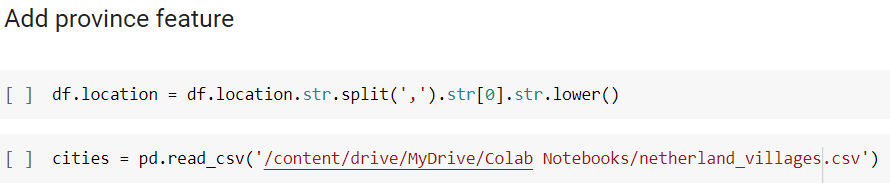 Add province feature
[ ] df.location = df.location.str.split(',').str[0].str.lower()
[ ] cities = pd.read_csv('/content/drive/MyDrive/Colab Notebooks/netherland_villages.csv')